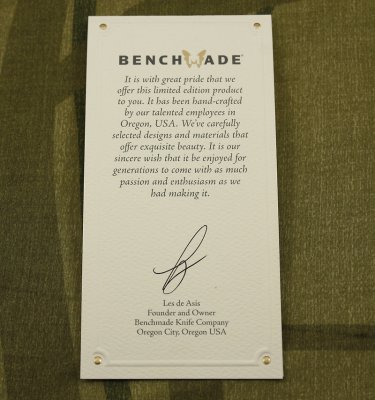 BENCHMADE®
It is with great pride that we
offer this limited edition product
to you. It has been hand-crafted
by our talented employees in
Oregon, USA. We've carefully
selected designs and materials that
offer exquisite beauty. It is our
sincere wish that it be enjoyed for
generations to come with as much
passion and enthusiasm as we
had making it.
Les de Asis
Founder and Owner
Benchmade Knife Company
Oregon City, Oregon USA